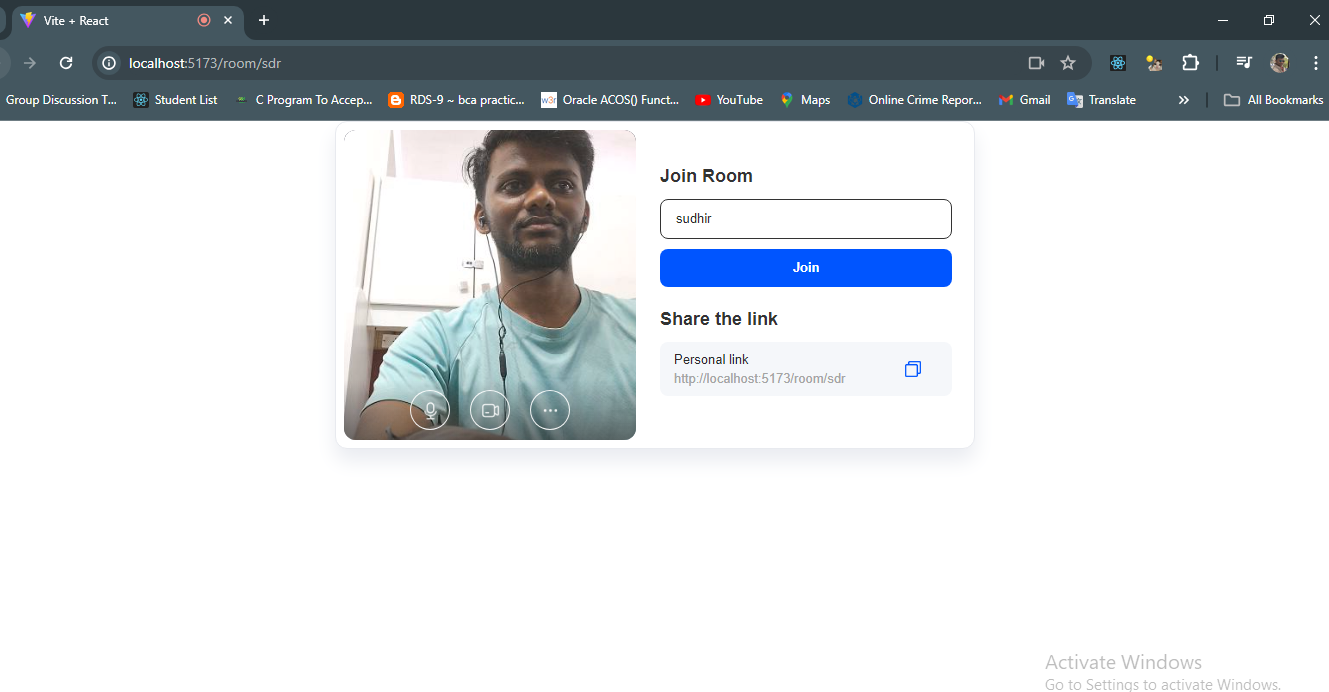 Vite + React
localhost:5173/room/sdr
Group Discussion T... Student List C Program To Accep... RDS-9 ~ bca practic... w3r Oracle ACOS() Funct... YouTube Maps Online Crime Repor... Gmail Translate All Bookmarks
Join Room
sudhir
Join
Share the link
Personal link
http://localhost:5173/room/sdr
Activate Windows
Go to Settings to activate Windows.